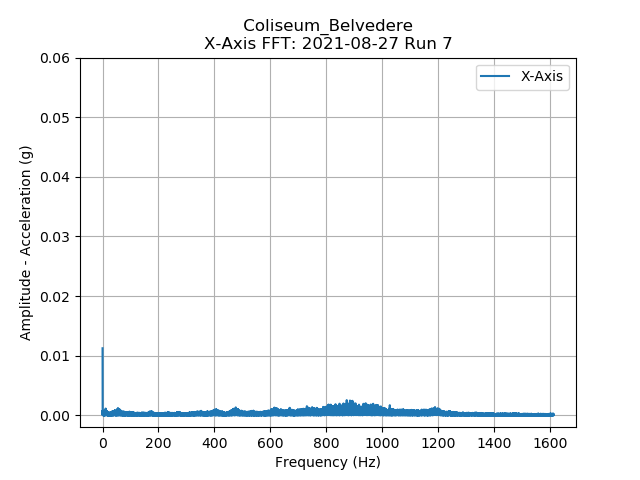 Coliseum_Belvedere
X-Axis FFT: 2021-08-27 Run 7
X-Axis
0.06
0.05
0.04
0.03
0.02
0.01
0.00
Amplitude - Acceleration (g)
0 200 400 600 800 1000 1200 1400 1600
Frequency (Hz)